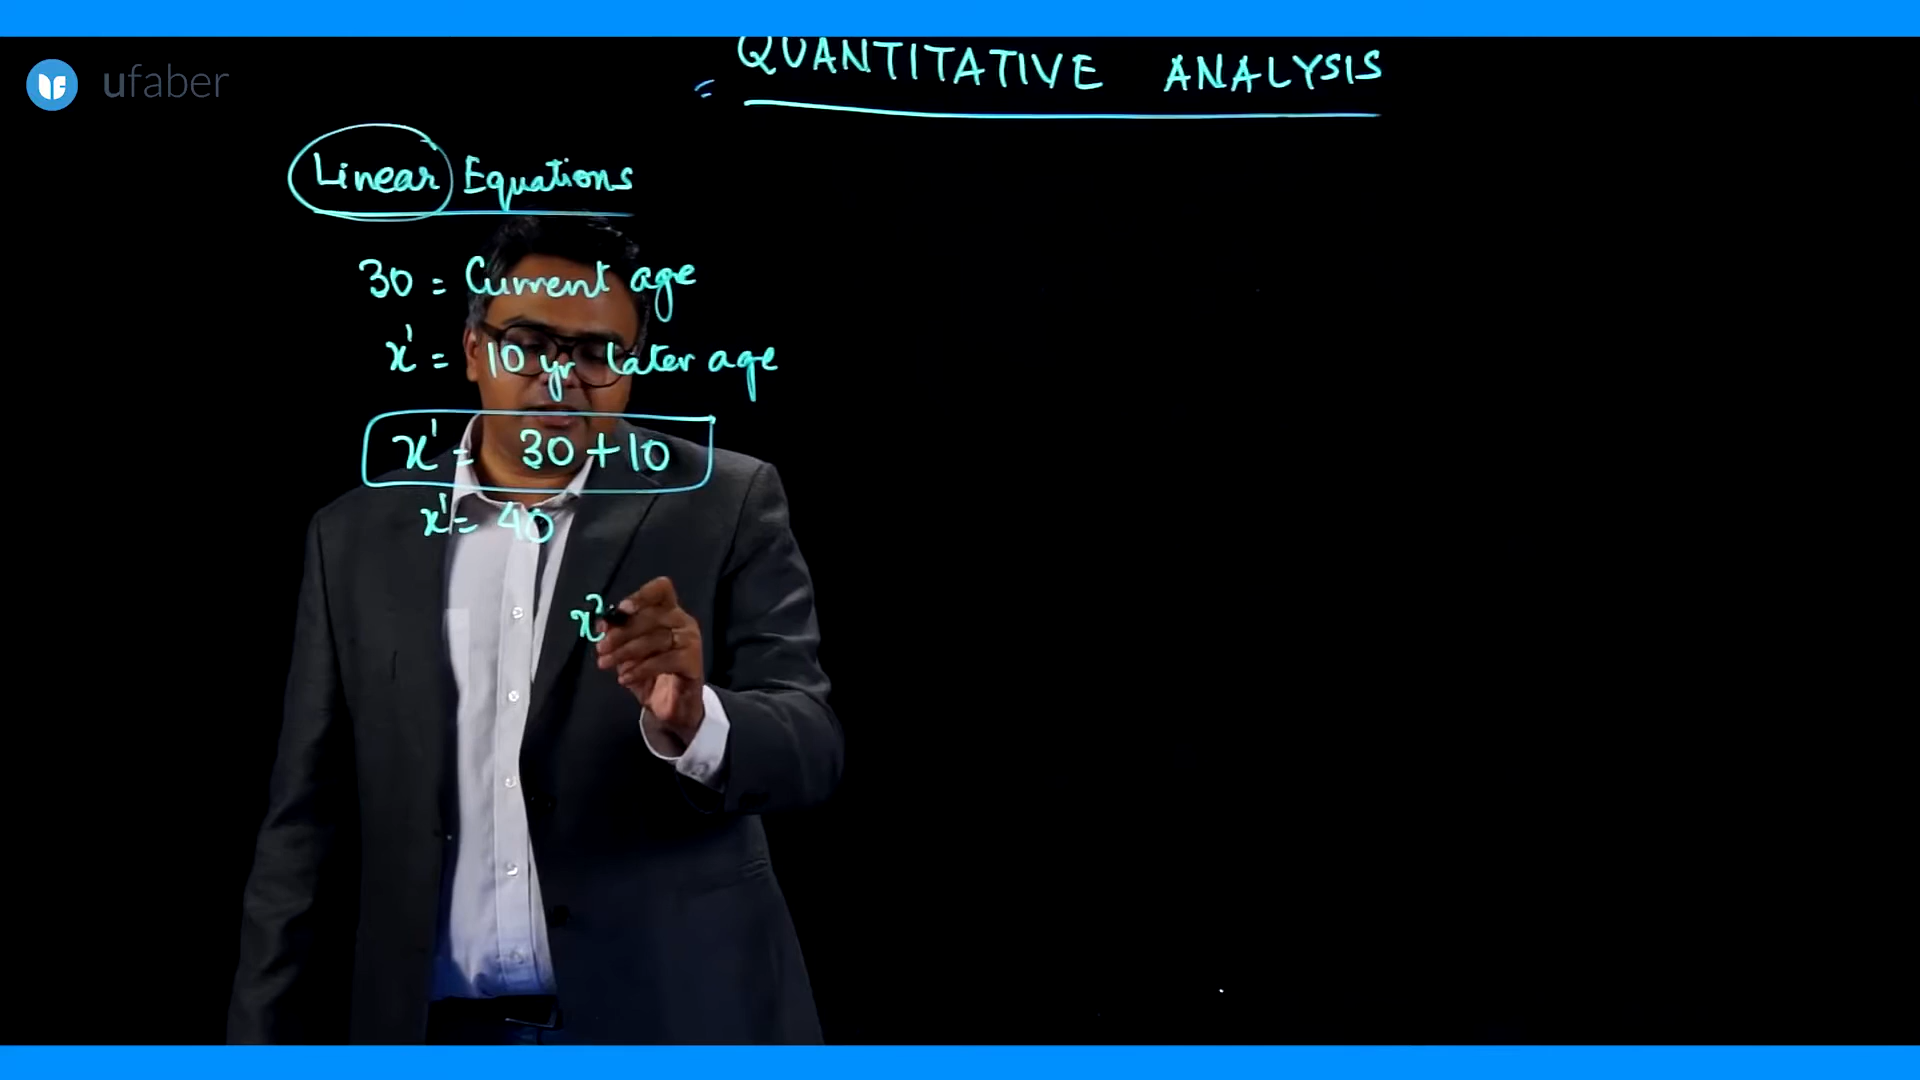 ufaber
= QUANTITATIVE ANALYSIS
Linear Equations
30 = Current age
x¹ = 10 yr later age
x¹ = 30 + 10
x¹ = 40
x²